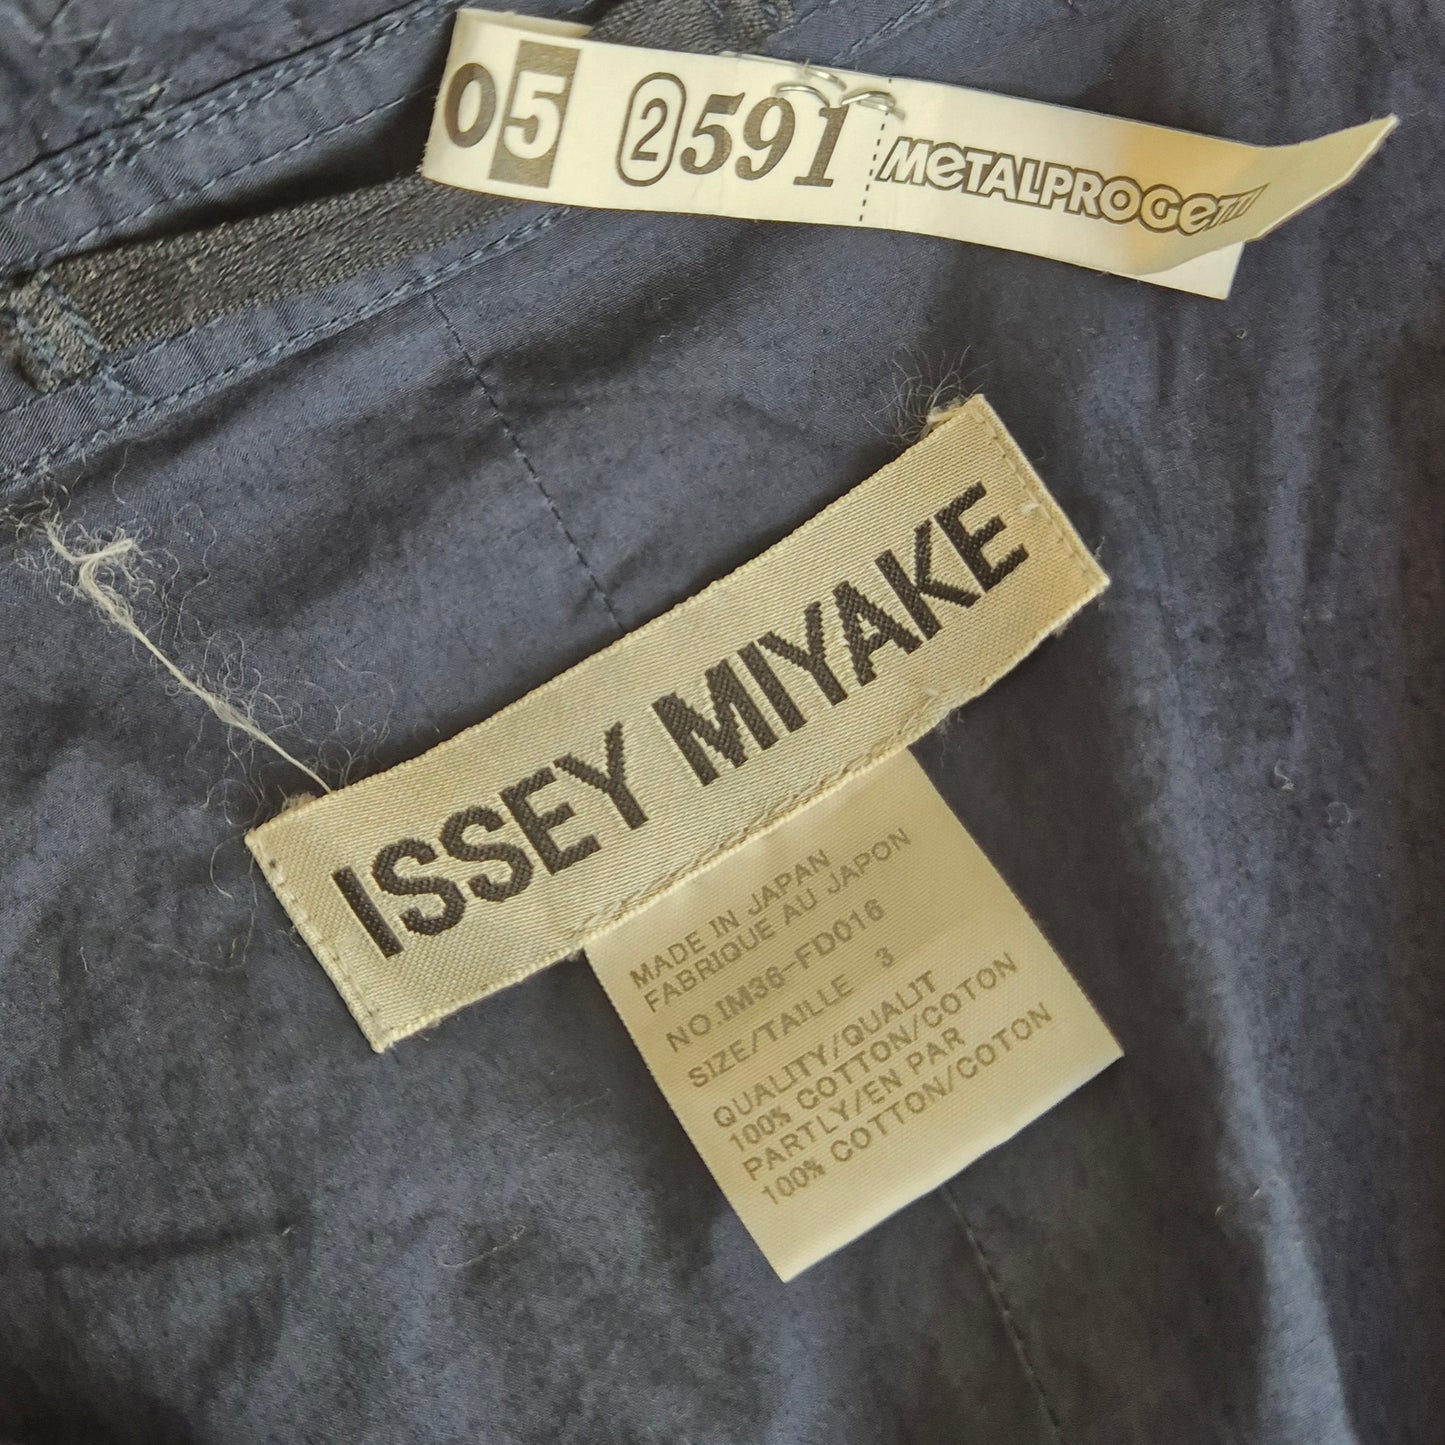 05 2591 METALPROGETTI
ISSEY MIYAKE
MADE IN JAPAN
FABRIQUE AU JAPON
NO.IM36-FD016
SIZE/TAILLE 3
QUALITY/QUALIT
100% COTTON/COTON
PARTLY/EN PAR
100% COTTON/COTON